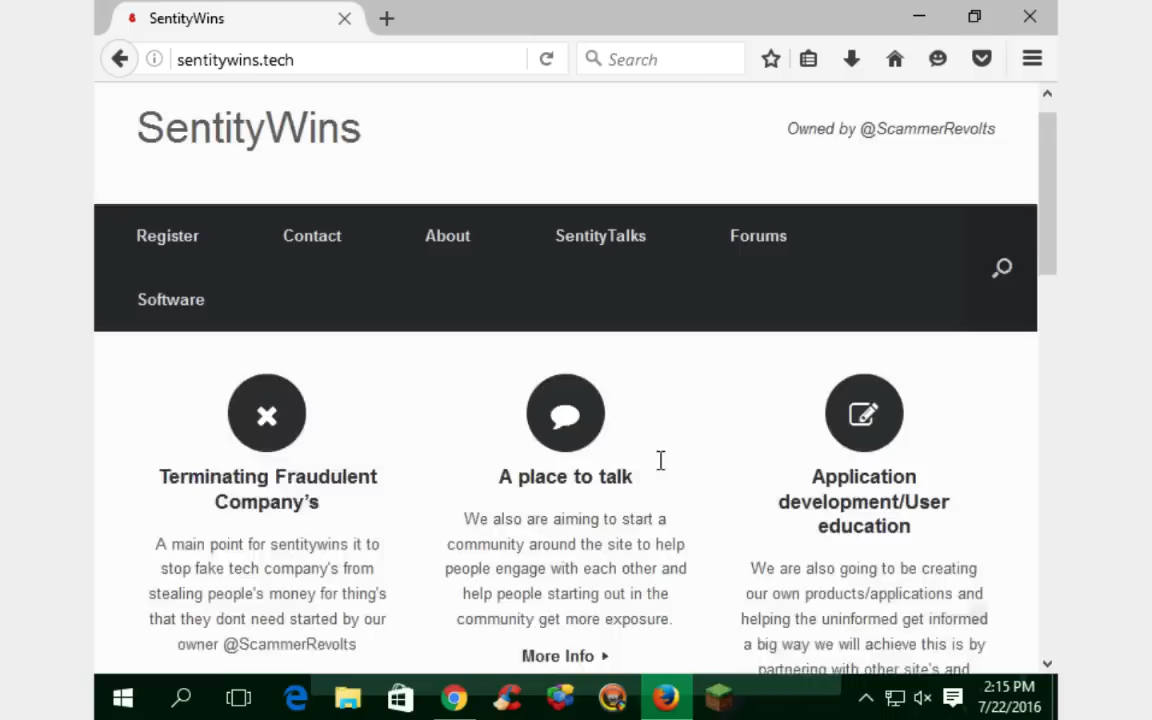 SentityWins
sentitywins.tech
Search
SentityWins
Owned by @ScammerRevolts
Register
Contact
About
SentityTalks
Forums
Software
Terminating Fraudulent
Company's
A main point for sentitywins it to
stop fake tech company's from
stealing people's money for thing's
that they dont need started by our
owner @ScammerRevolts
A place to talk
We also are aiming to start a
community around the site to help
people engage with each other and
help people starting out in the
community get more exposure.
More Info
Application
development/User
education
We are also going to be creating
our own products/applications and
helping the uninformed get informed
a big way we will achieve this is by
partnering with other site's and
2:15 PM
7/22/2016